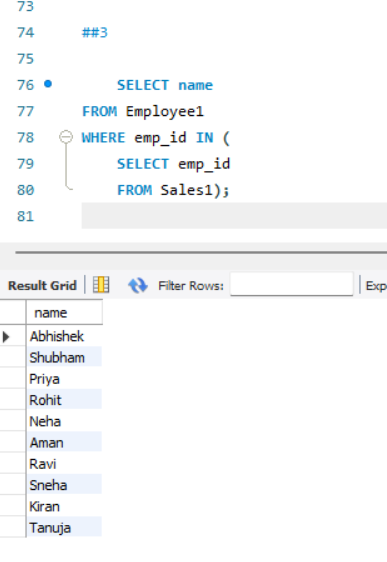 73
74 ##3
75
76 SELECT name
77 FROM Employee1
78 WHERE emp_id IN (
79 SELECT emp_id
80 FROM Sales1);
81
Result Grid Filter Rows: Exp
name
Abhishek
Shubham
Priya
Rohit
Neha
Aman
Ravi
Sneha
Kiran
Tanuja